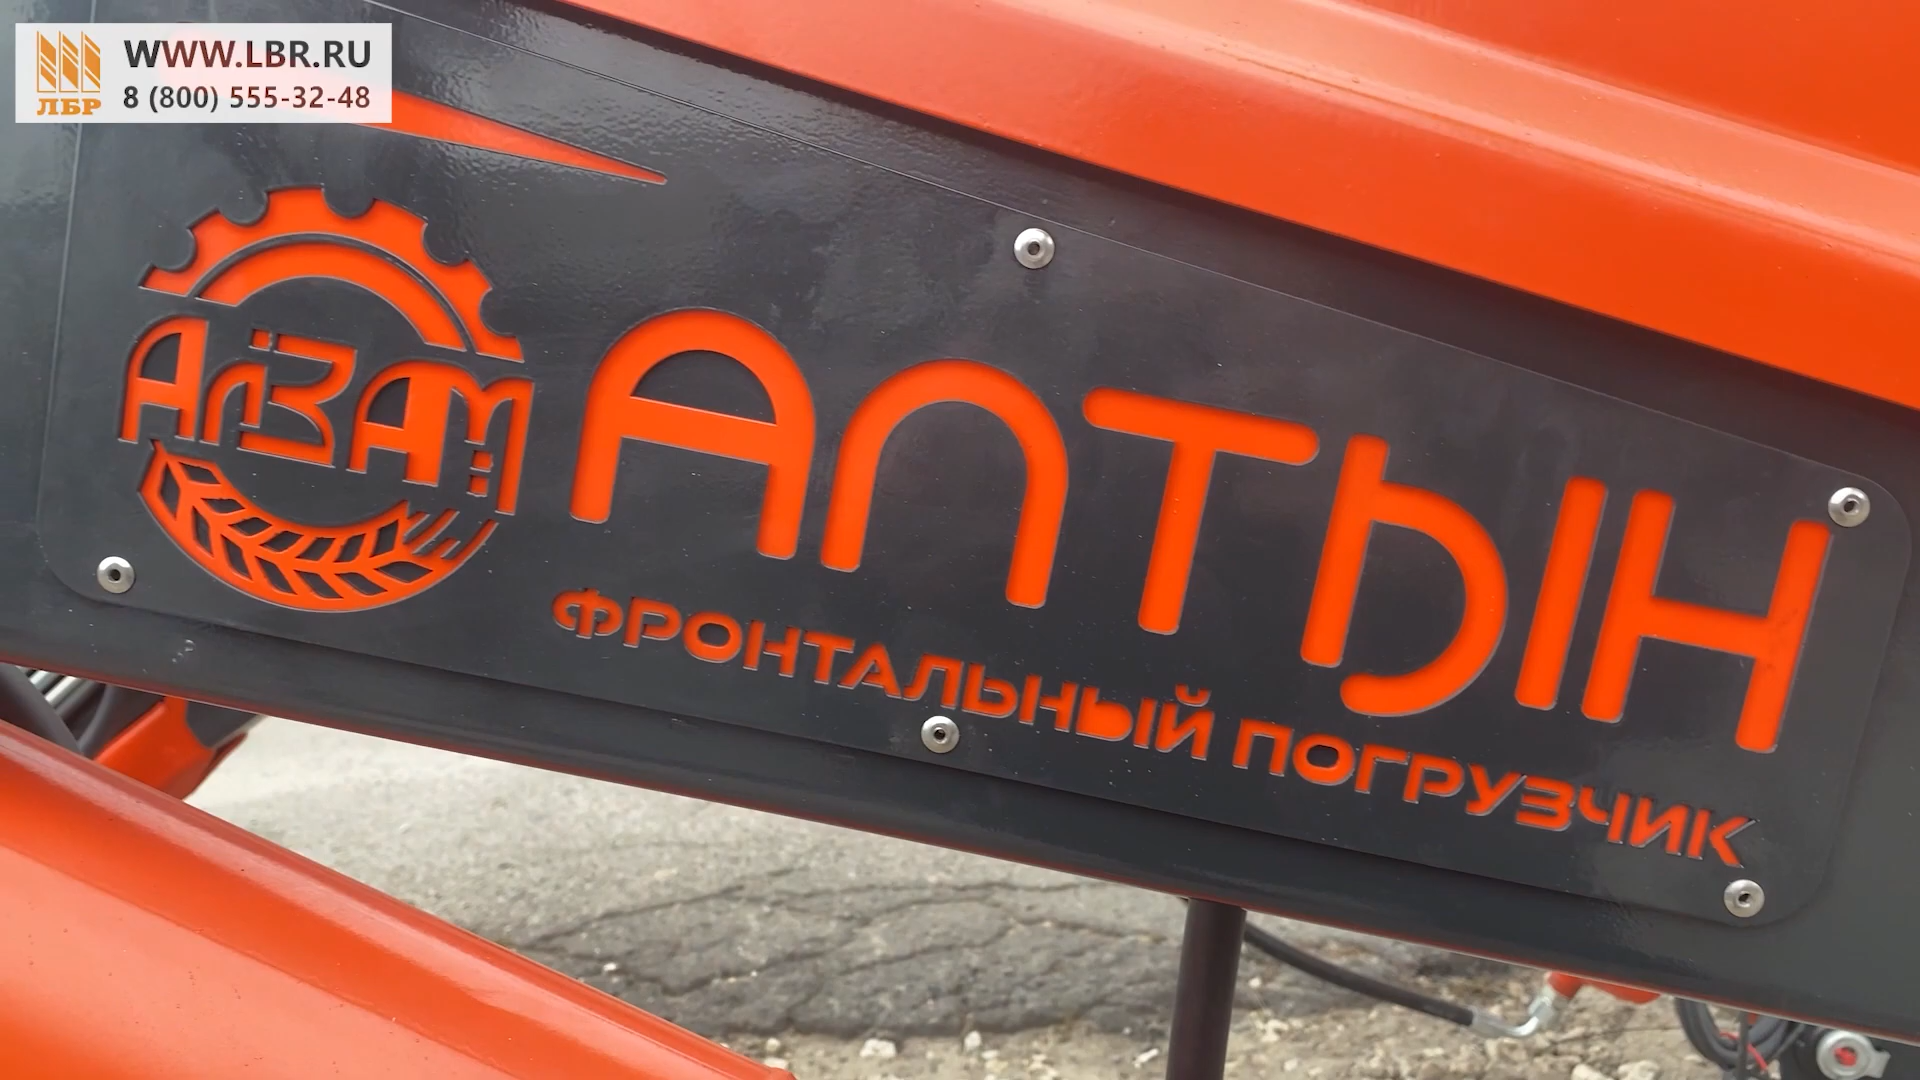 WWW.LBR.RU
ЛБР
8 (800) 555-32-48
АЛЗАМ
АЛТЫН
ФРОНТАЛЬНЫЙ ПОГРУЗЧИК